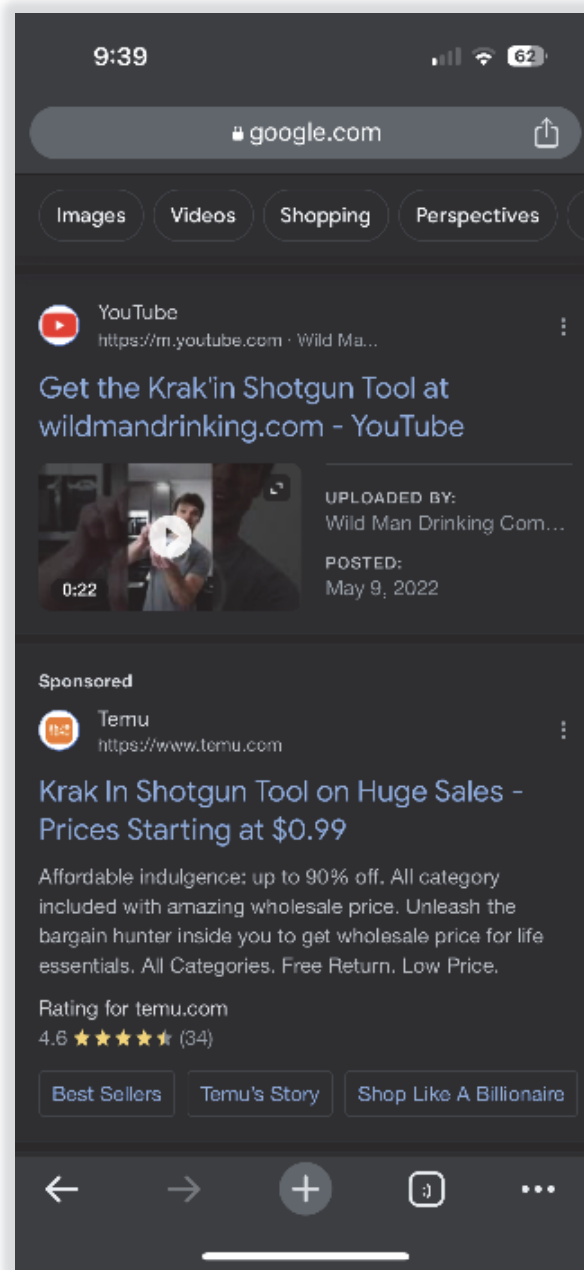 9:39
62
google.com
Images Videos Shopping Perspectives
YouTube
https://m.youtube.com · Wild Ma...
Get the Krak'in Shotgun Tool at
wildmandrinking.com - YouTube
UPLOADED BY:
Wild Man Drinking Com...
POSTED:
May 9, 2022
0:22
Sponsored
Temu
https://www.temu.com
Krak In Shotgun Tool on Huge Sales -
Prices Starting at $0.99
Affordable indulgence: up to 90% off. All category
included with amazing wholesale price. Unleash the
bargain hunter inside you to get wholesale price for life
essentials. All Categories. Free Return. Low Price.
Rating for temu.com
4.6 (34)
Best Sellers Temu's Story Shop Like A Billionaire
:)